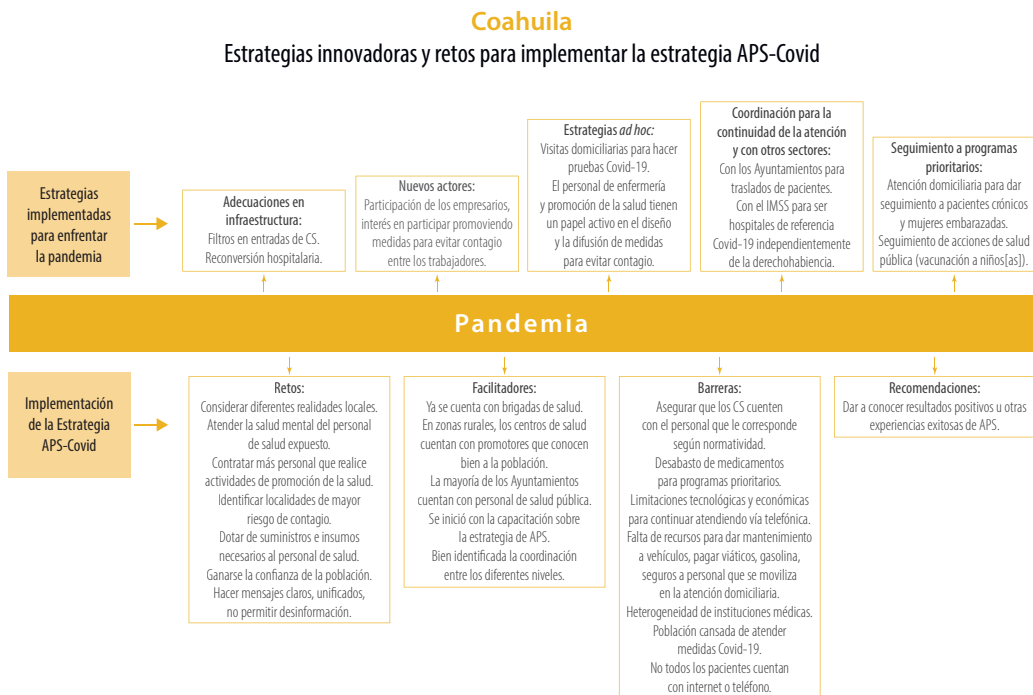 Coahuila
Estrategias innovadoras y retos para implementar la estrategia APS-Covid
Estrategias
implementadas
para enfrentar
la pandemia
Adecuaciones en
infraestructura:
Filtros en entradas de CS.
Reconversión hospitalaria.
Nuevos actores:
Participación de los empresarios,
interés en participar promoviendo
medidas para evitar contagio
entre los trabajadores.
Estrategias ad hoc:
Visitas domiciliarias para hacer
pruebas Covid-19.
El personal de enfermería
y promoción de la salud tienen
un papel activo en el diseño
y la difusión de medidas
para evitar contagio.
Coordinación para la
continuidad de la atención
y con otros sectores:
Con los Ayuntamientos para
traslados de pacientes.
Con el IMSS para ser
hospitales de referencia
Covid-19 independientemente
de la derechohabiencia.
Seguimiento a programas
prioritarios:
Atención domiciliaria para dar
seguimiento a pacientes crónicos
y mujeres embarazadas.
Seguimiento de acciones de salud
pública (vacunación a niños[as]).
Pandemia
Implementación
de la Estrategia
APS-Covid
Retos:
Considerar diferentes realidades locales.
Atender la salud mental del personal
de salud expuesto.
Contratar más personal que realice
actividades de promoción de la salud.
Identificar localidades de mayor
riesgo de contagio.
Dotar de suministros e insumos
necesarios al personal de salud.
Ganarse la confianza de la población.
Hacer mensajes claros, unificados,
no permitir desinformación.
Facilitadores:
Ya se cuenta con brigadas de salud.
En zonas rurales, los centros de salud
cuentan con promotores que conocen
bien a la población.
La mayoría de los Ayuntamientos
cuentan con personal de salud pública.
Se inició con la capacitación sobre
la estrategia de APS.
Bien identificada la coordinación
entre los diferentes niveles.
Barreras:
Asegurar que los CS cuenten
con el personal que le corresponde
según normatividad.
Desabasto de medicamentos
para programas prioritarios.
Limitaciones tecnológicas y económicas
para continuar atendiendo vía telefónica.
Falta de recursos para dar mantenimiento
a vehículos, pagar viáticos, gasolina,
seguros a personal que se moviliza
en la atención domiciliaria.
Heterogeneidad de instituciones médicas.
Población cansada de atender
medidas Covid-19.
No todos los pacientes cuentan
con internet o teléfono.
Recomendaciones:
Dar a conocer resultados positivos u otras
experiencias exitosas de APS.